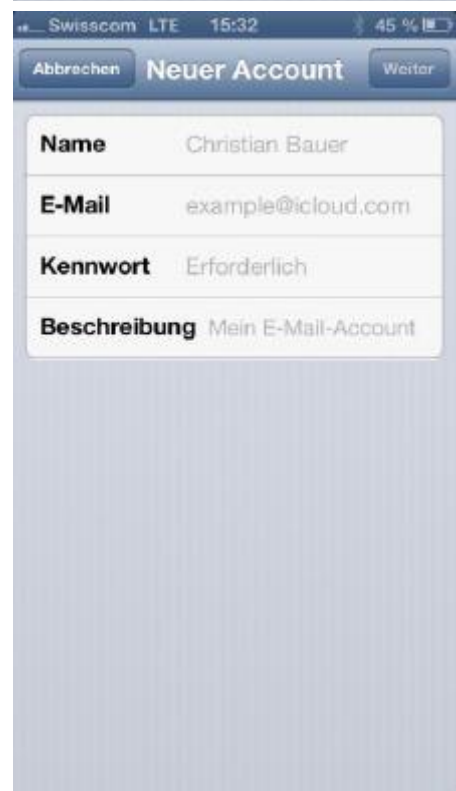 Swisscom LTE 15:32 45 %
Abbrechen Neuer Account Weiter
Name Christian Bauer
E-Mail example@icloud.com
Kennwort Erforderlich
Beschreibung Mein E-Mail-Account